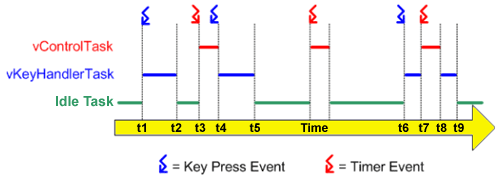 vControlTask
vKeyHandlerTask
Idle Task
t1 t2 t3 t4 t5 Time t6 t7 t8 t9
= Key Press Event = Timer Event